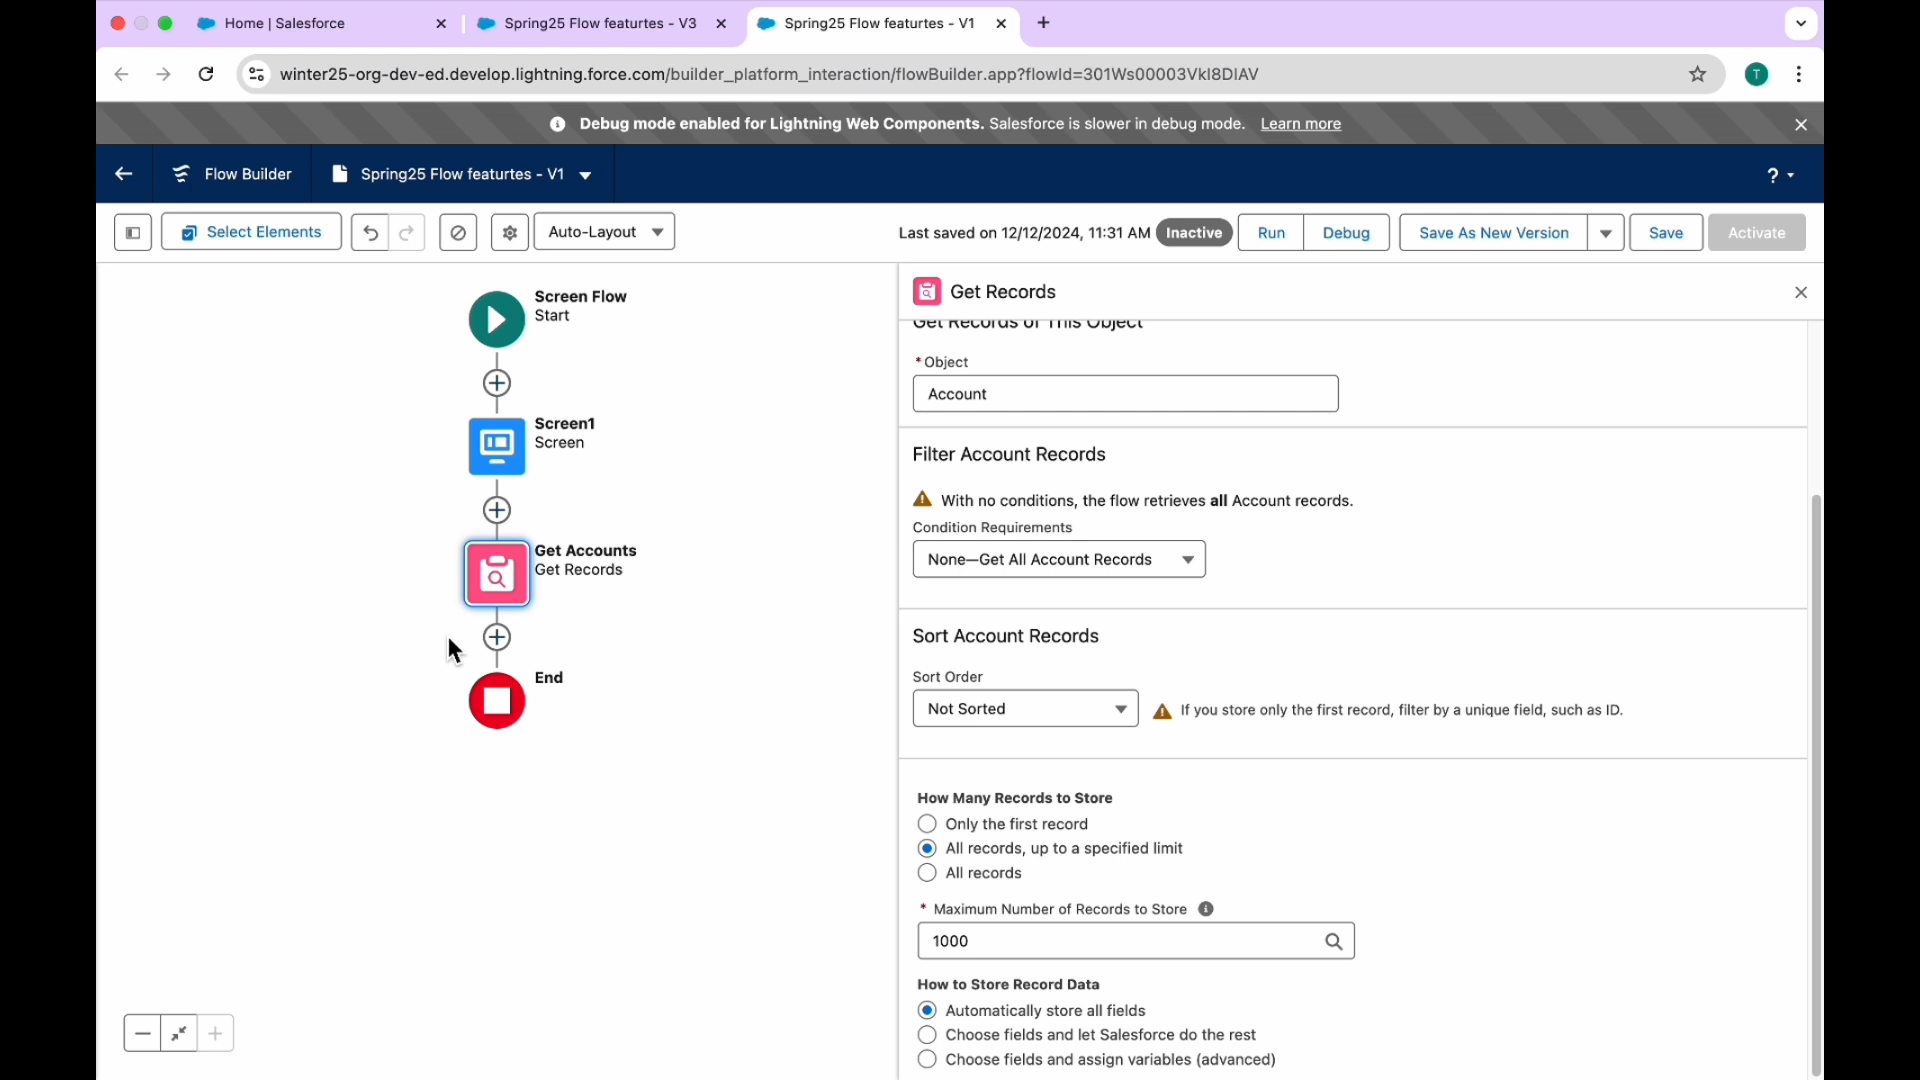 Home | Salesforce
Spring25 Flow featurtes - V3
Spring25 Flow featurtes - V1
winter25-org-dev-ed.develop.lightning.force.com/builder_platform_interaction/flowBuilder.app?flowId=301Ws00003VkI8DIAV
T
Debug mode enabled for Lightning Web Components. Salesforce is slower in debug mode. Learn more
Flow Builder
Spring25 Flow featurtes - V1
?
Select Elements
Auto-Layout
Last saved on 12/12/2024, 11:31 AM
Inactive
Run
Debug
Save As New Version
Save
Activate
Screen Flow
Start
Screen1
Screen
Get Accounts
Get Records
End
Get Records
Get Records of This Object
* Object
Account
Filter Account Records
With no conditions, the flow retrieves all Account records.
Condition Requirements
None—Get All Account Records
Sort Account Records
Sort Order
Not Sorted
If you store only the first record, filter by a unique field, such as ID.
How Many Records to Store
Only the first record
All records, up to a specified limit
All records
* Maximum Number of Records to Store
1000
How to Store Record Data
Automatically store all fields
Choose fields and let Salesforce do the rest
Choose fields and assign variables (advanced)